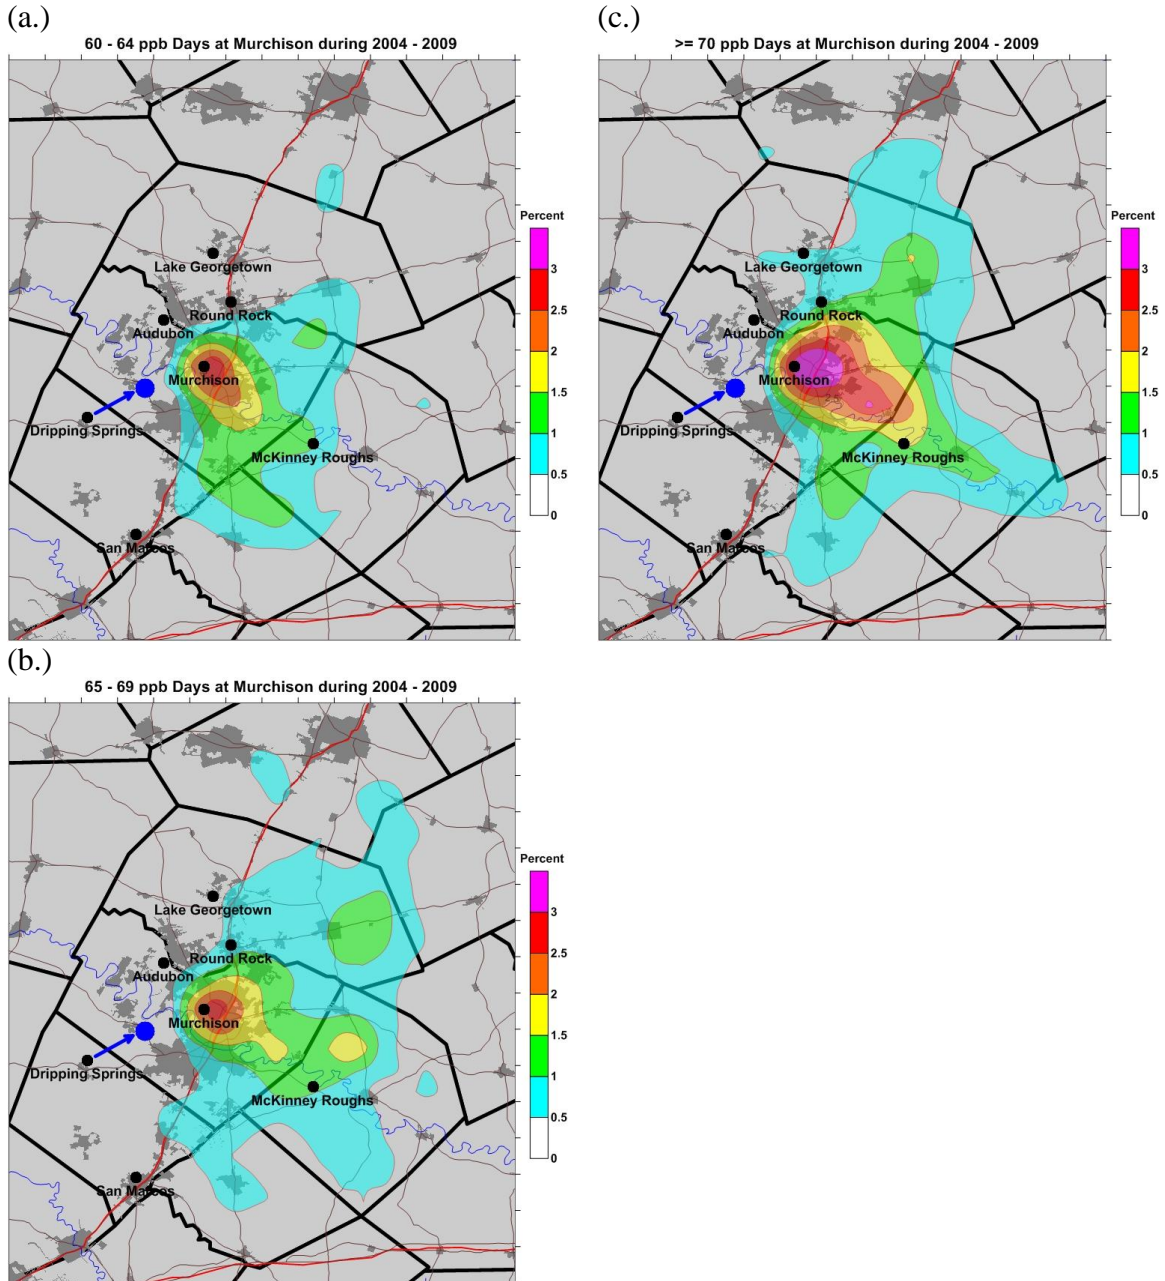 (a.)
60 - 64 ppb Days at Murchison during 2004 - 2009
Lake Georgetown
Round Rock
Audubon
Murchison
Dripping Springs
McKinney Roughs
San Marcos
Percent
3
2.5
2
1.5
1
0.5
0
(c.)
>= 70 ppb Days at Murchison during 2004 - 2009
Lake Georgetown
Round Rock
Audubon
Murchison
Dripping Springs
McKinney Roughs
San Marcos
Percent
3
2.5
2
1.5
1
0.5
0
(b.)
65 - 69 ppb Days at Murchison during 2004 - 2009
Lake Georgetown
Round Rock
Audubon
Murchison
Dripping Springs
McKinney Roughs
San Marcos
Percent
3
2.5
2
1.5
1
0.5
0